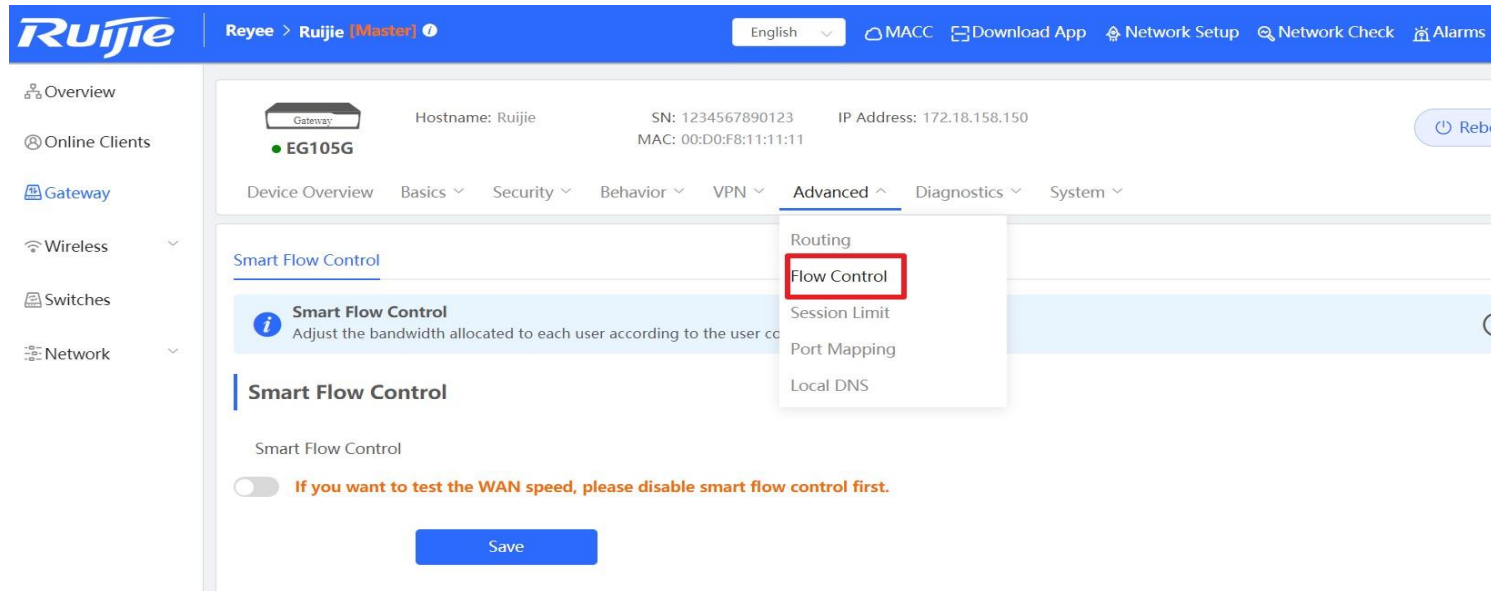 Ruijie
Reyee > Ruijie [Master]
English
MACC
Download App
Network Setup
Network Check
Alarms
Overview
Online Clients
Gateway
Wireless
Switches
Network
Gateway
EG105G
Hostname: Ruijie
SN: 1234567890123
IP Address: 172.18.158.150
MAC: 00:D0:F8:11:11:11
Device Overview
Basics
Security
Behavior
VPN
Advanced
Diagnostics
System
Routing
Flow Control
Session Limit
Port Mapping
Local DNS
Smart Flow Control
Smart Flow Control
Adjust the bandwidth allocated to each user according to the user
Smart Flow Control
Smart Flow Control
If you want to test the WAN speed, please disable smart flow control first.
Save